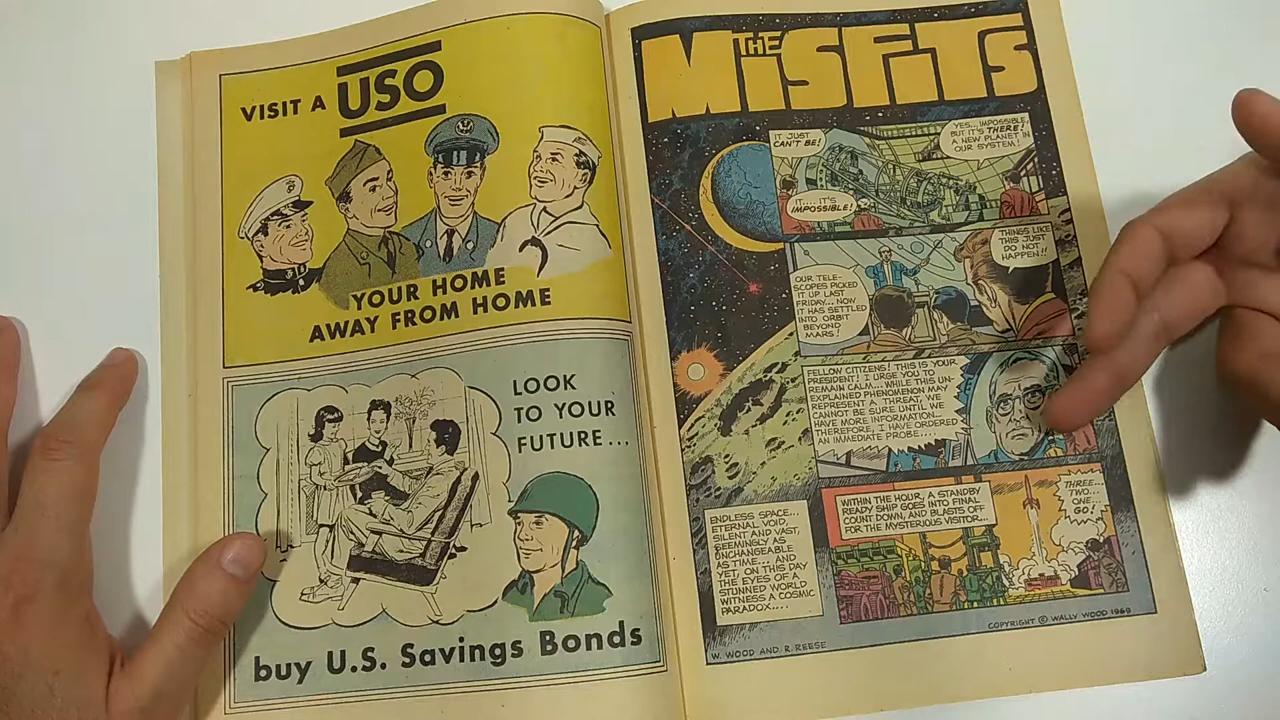 VISIT A USO
YOUR HOME
AWAY FROM HOME
LOOK
TO YOUR
FUTURE...
buy U.S. Savings Bonds
THE
MiSFiTS
IT JUST
CAN'T BE!
YES... IMPOSSIBLE,
BUT IT'S THERE!
A NEW PLANET IN
OUR SYSTEM!
IT.... IT'S
IMPOSSIBLE!
THINGS LIKE
THIS JUST
DO NOT
HAPPEN!!
OUR TELE-
SCOPES PICKED
IT UP LAST
FRIDAY... NOW
IT HAS SETTLED
INTO ORBIT
BEYOND
MARS!
FELLOW CITIZENS! THIS IS YOUR
PRESIDENT! I URGE YOU TO
REMAIN CALM... WHILE THIS UN-
EXPLAINED PHENOMENON MAY
REPRESENT A THREAT, WE
CANNOT BE SURE UNTIL WE
HAVE MORE INFORMATION...
THEREFORE, I HAVE ORDERED
AN IMMEDIATE PROBE....
WITHIN THE HOUR, A STANDBY
READY SHIP GOES INTO FINAL
COUNT DOWN, AND BLASTS OFF
FOR THE MYSTERIOUS VISITOR...
THREE...
TWO...
ONE...
GO!
ENDLESS SPACE...
ETERNAL VOID,
SILENT AND VAST,
SEEMINGLY AS
UNCHANGEABLE
AS TIME... AND
YET, ON THIS DAY
THE EYES OF A
STUNNED WORLD
WITNESS A COSMIC
PARADOX....
W. WOOD AND R. REESE
COPYRIGHT © WALLY WOOD 1969